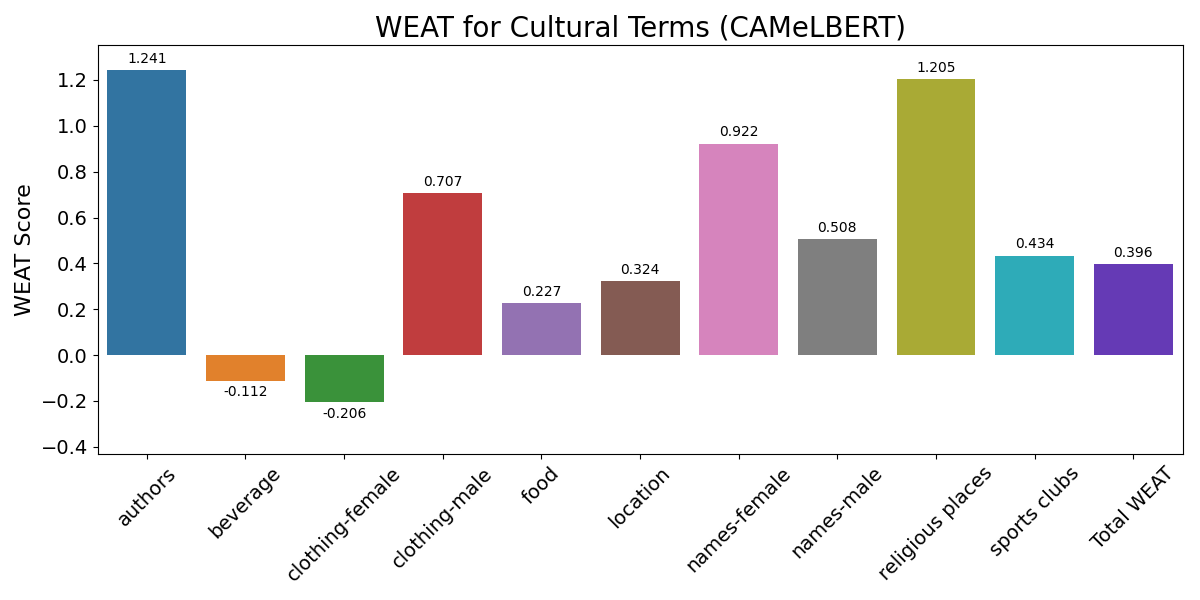 WEAT for Cultural Terms (CAMeLBERT)
WEAT Score
1.2
1.0
0.8
0.6
0.4
0.2
0.0
−0.2
−0.4
1.241
-0.112
-0.206
0.707
0.227
0.324
0.922
0.508
1.205
0.434
0.396
authors
beverage
clothing-female
clothing-male
food
location
names-female
names-male
religious places
sports clubs
Total WEAT